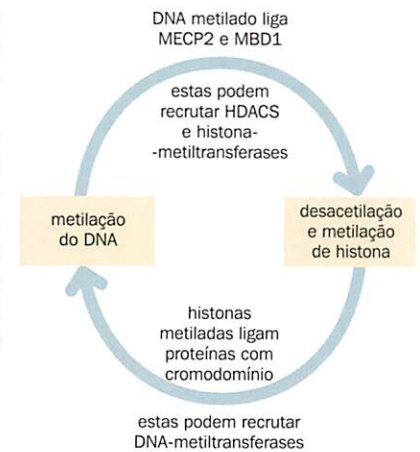 DNA metilado liga
MECP2 e MBD1
estas podem
recrutar HDACS
e histona-
-metiltransferases
metilação
do DNA
desacetilação
e metilação
de histona
histonas
metiladas ligam
proteínas com
cromodomínio
estas podem recrutar
DNA-metiltransferases